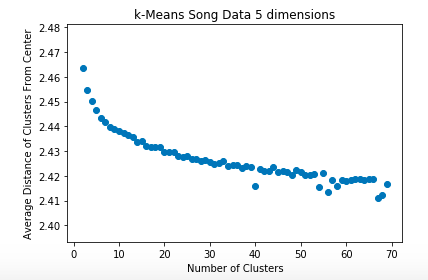 k-Means Song Data 5 dimensions
Average Distance of Clusters From Center
2.48
2.47
2.46
2.45
2.44
2.43
2.42
2.41
2.40
0 10 20 30 40 50 60 70
Number of Clusters